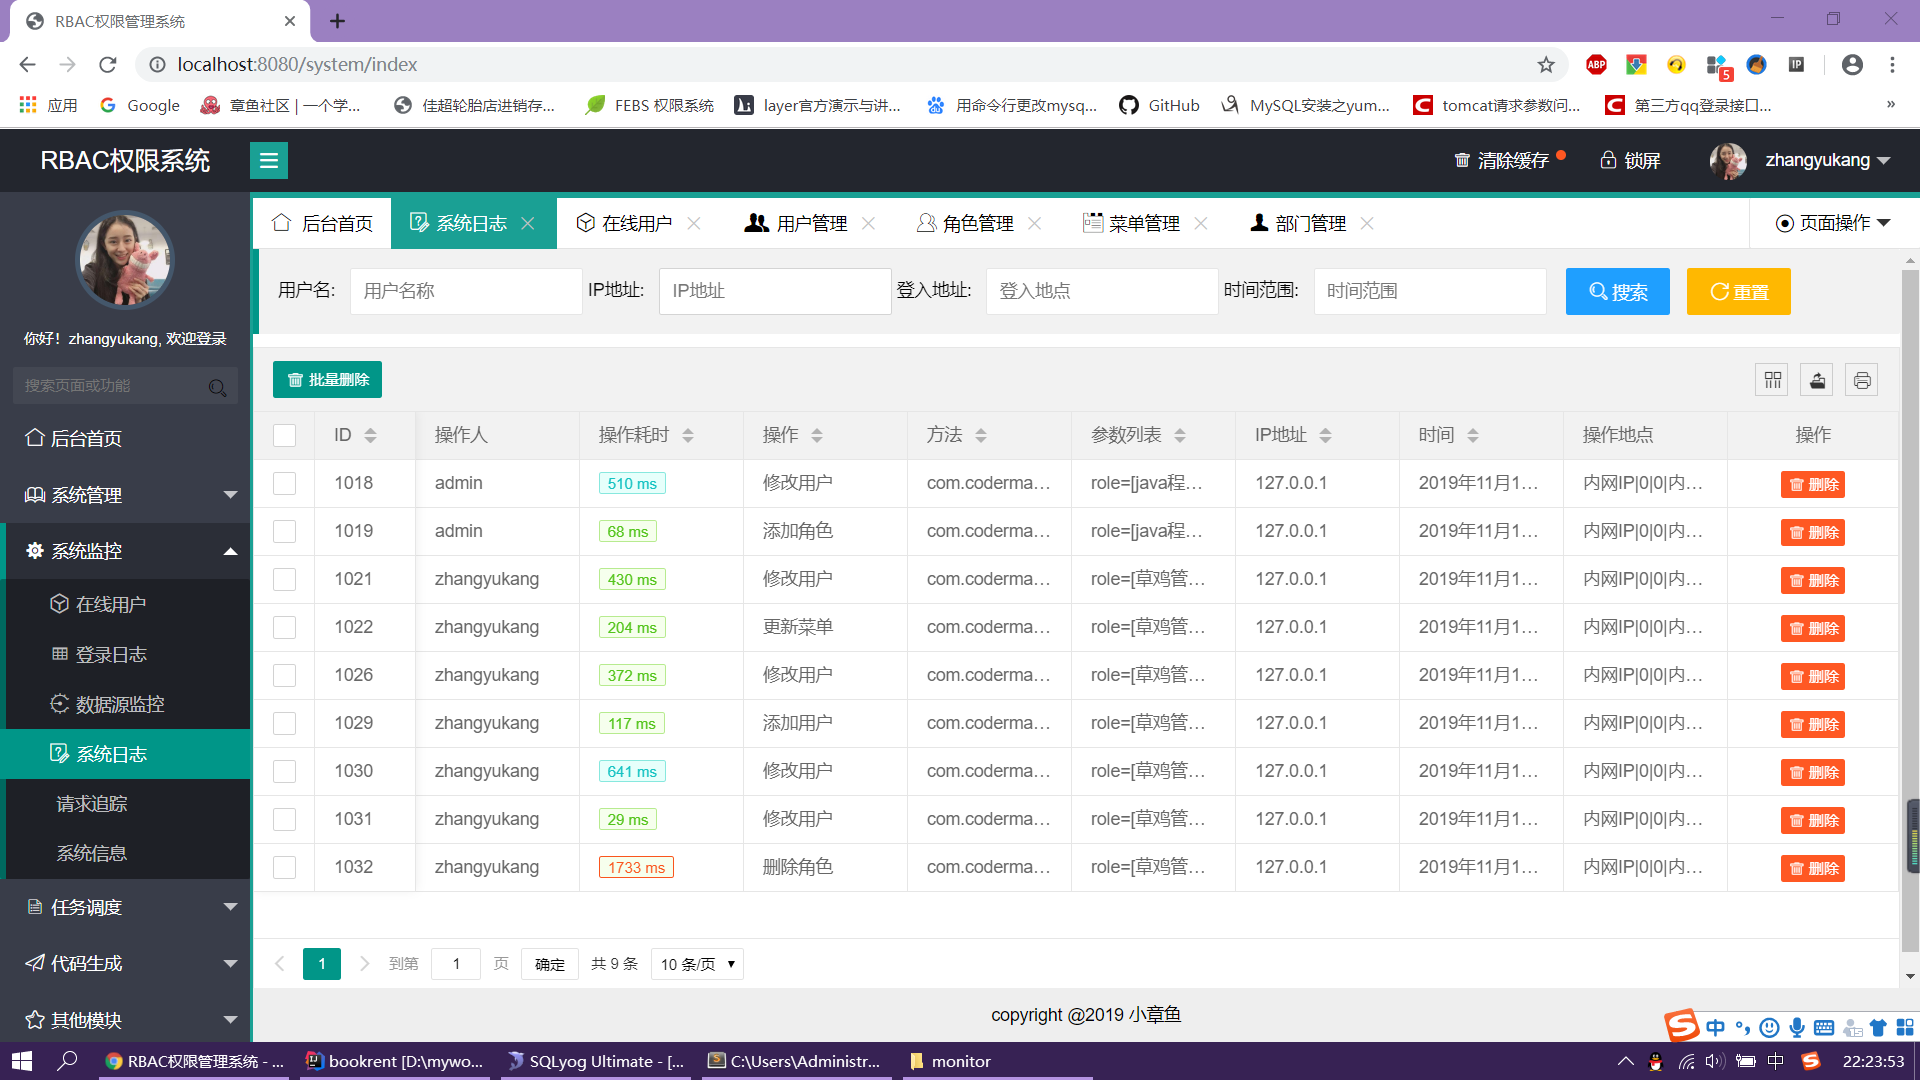 RBAC权限管理系统
localhost:8080/system/index
ABP
5
IP
应用
Google
章鱼社区 | 一个学...
佳超轮胎店进销存...
FEBS 权限系统
layer官方演示与讲...
用命令行更改mysq...
GitHub
MySQL安装之yum...
tomcat请求参数问...
第三方qq登录接口...
»
RBAC权限系统
清除缓存
锁屏
zhangyukang
后台首页
系统日志
在线用户
用户管理
角色管理
菜单管理
部门管理
页面操作
你好！zhangyukang, 欢迎登录
搜索页面或功能
后台首页
系统管理
系统监控
在线用户
登录日志
数据源监控
系统日志
请求追踪
系统信息
任务调度
代码生成
其他模块
用户名: 用户名称 IP地址: IP地址 登入地址: 登入地点 时间范围: 时间范围 搜索 重置
批量删除
ID 操作人 操作耗时 操作 方法 参数列表 IP地址 时间 操作地点 操作
1018 admin 510 ms 修改用户 com.coderma... role=[java程... 127.0.0.1 2019年11月1... 内网IP|0|0|内... 删除
1019 admin 68 ms 添加角色 com.coderma... role=[java程... 127.0.0.1 2019年11月1... 内网IP|0|0|内... 删除
1021 zhangyukang 430 ms 修改用户 com.coderma... role=[草鸡管... 127.0.0.1 2019年11月1... 内网IP|0|0|内... 删除
1022 zhangyukang 204 ms 更新菜单 com.coderma... role=[草鸡管... 127.0.0.1 2019年11月1... 内网IP|0|0|内... 删除
1026 zhangyukang 372 ms 修改用户 com.coderma... role=[草鸡管... 127.0.0.1 2019年11月1... 内网IP|0|0|内... 删除
1029 zhangyukang 117 ms 添加用户 com.coderma... role=[草鸡管... 127.0.0.1 2019年11月1... 内网IP|0|0|内... 删除
1030 zhangyukang 641 ms 修改用户 com.coderma... role=[草鸡管... 127.0.0.1 2019年11月1... 内网IP|0|0|内... 删除
1031 zhangyukang 29 ms 修改用户 com.coderma... role=[草鸡管... 127.0.0.1 2019年11月1... 内网IP|0|0|内... 删除
1032 zhangyukang 1733 ms 删除角色 com.coderma... role=[草鸡管... 127.0.0.1 2019年11月1... 内网IP|0|0|内... 删除
1 到第 1 页 确定 共 9 条 10 条/页
copyright @2019 小章鱼
中
RBAC权限管理系统 - ...
bookrent [D:\mywo...
SQLyog Ultimate - [...
C:\Users\Administr...
monitor
中
22:23:53